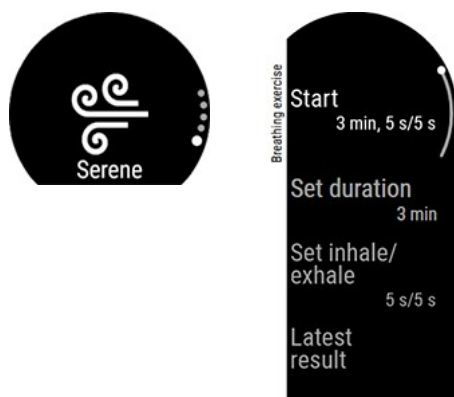 Serene
Breathing exercise
Start
3 min, 5 s/5 s
Set duration
3 min
Set inhale/
exhale
5 s/5 s
Latest
result